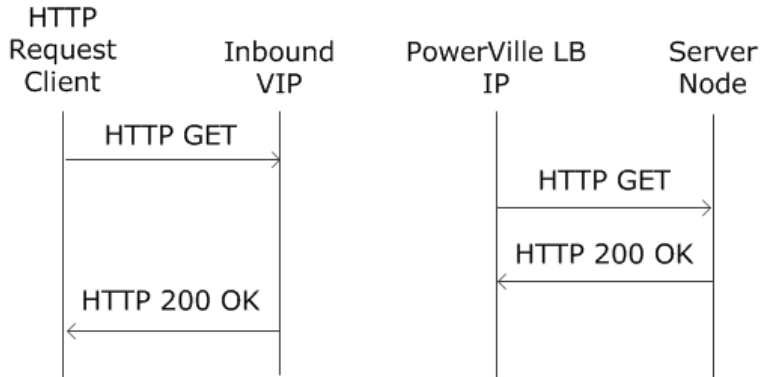 HTTP
Request
Client
Inbound
VIP
PowerVille LB
IP
Server
Node
HTTP GET
HTTP GET
HTTP 200 OK
HTTP 200 OK